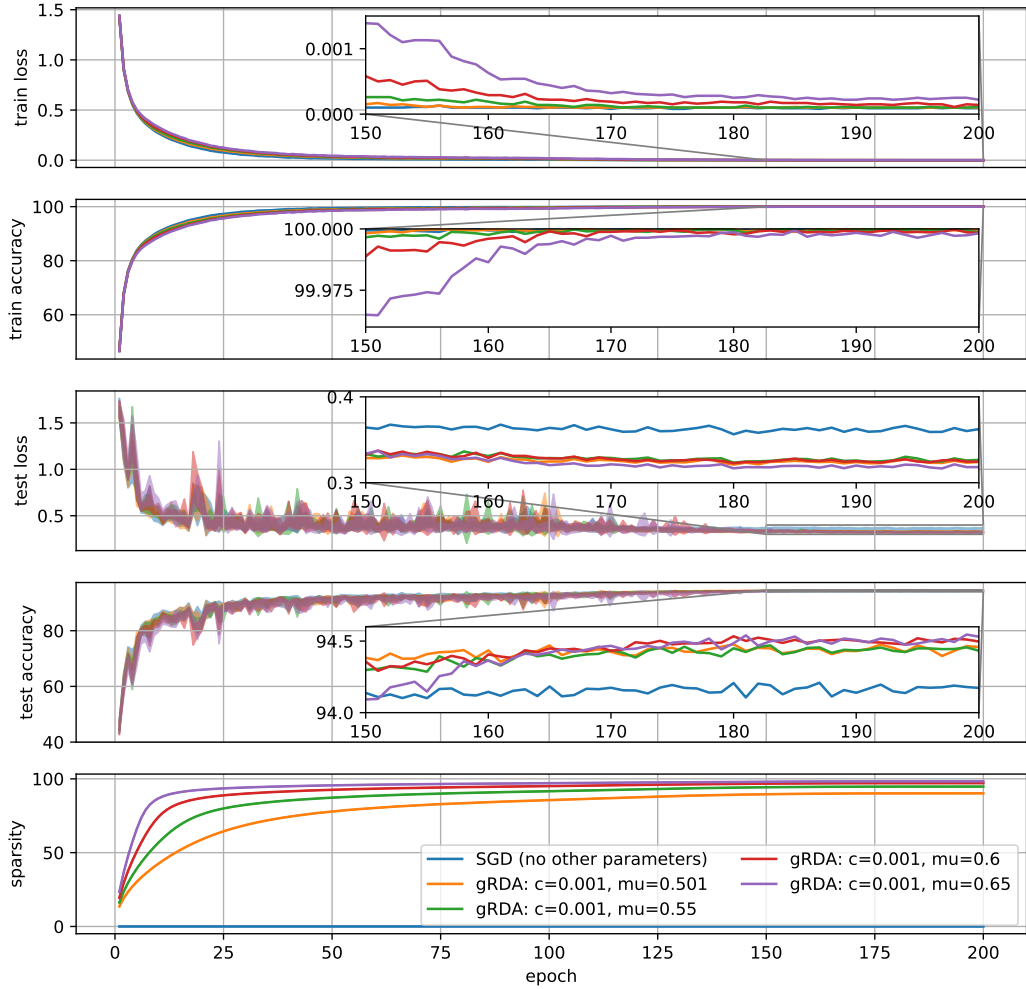 1.5
1.0
0.5
0.0
train loss
0.001
0.000
150 160 170 180 190 200
100
80
60
train accuracy
100.000
99.975
150 160 170 180 190 200
1.5
1.0
0.5
test loss
0.4
0.3
150 160 170 180 190 200
80
60
40
test accuracy
94.5
94.0
150 160 170 180 190 200
100
50
0
sparsity
SGD (no other parameters)
gRDA: c=0.001, mu=0.501
gRDA: c=0.001, mu=0.55
gRDA: c=0.001, mu=0.6
gRDA: c=0.001, mu=0.65
0 25 50 75 100 125 150 175 200
epoch